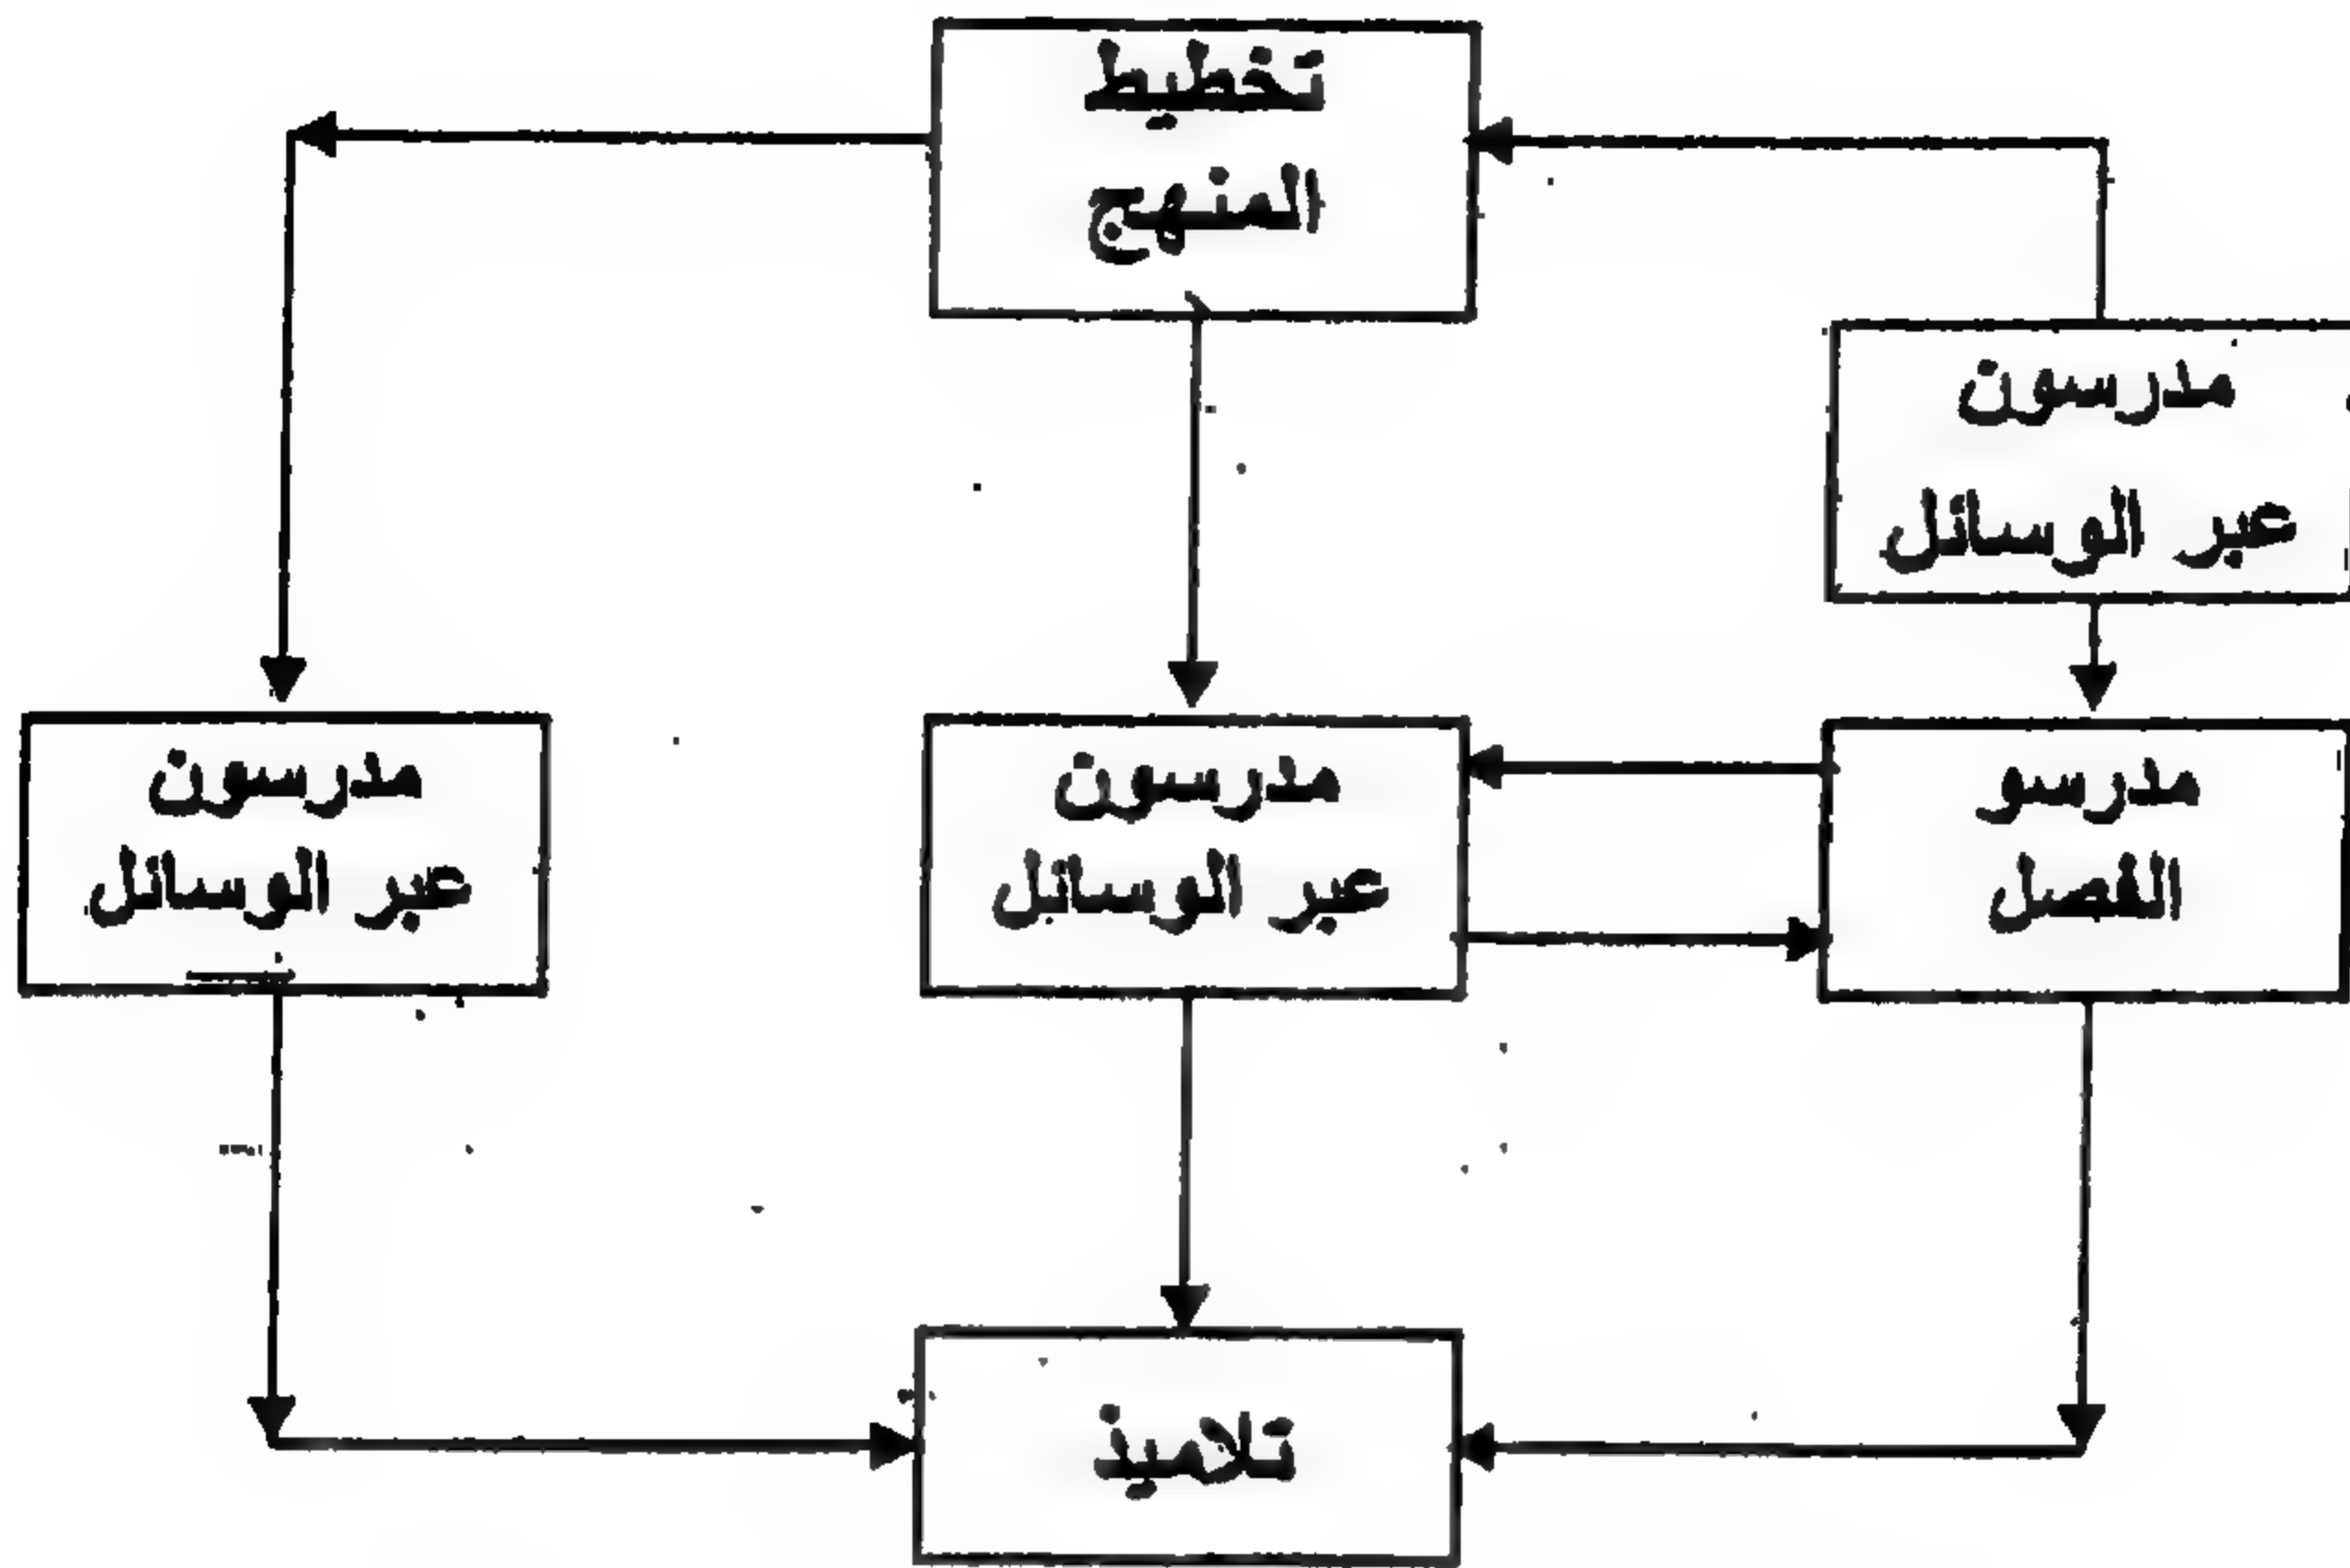 تخطيط
المنهج
مدرسون
عبر الوسائل
مدرسو
الفصل
مدرسون
عبر الوسائل
مدرسون
عبر الوسائل
تلاميذ